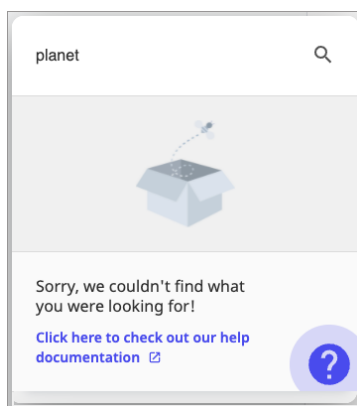 planet
Sorry, we couldn't find what
you were looking for!
Click here to check out our help
documentation
?